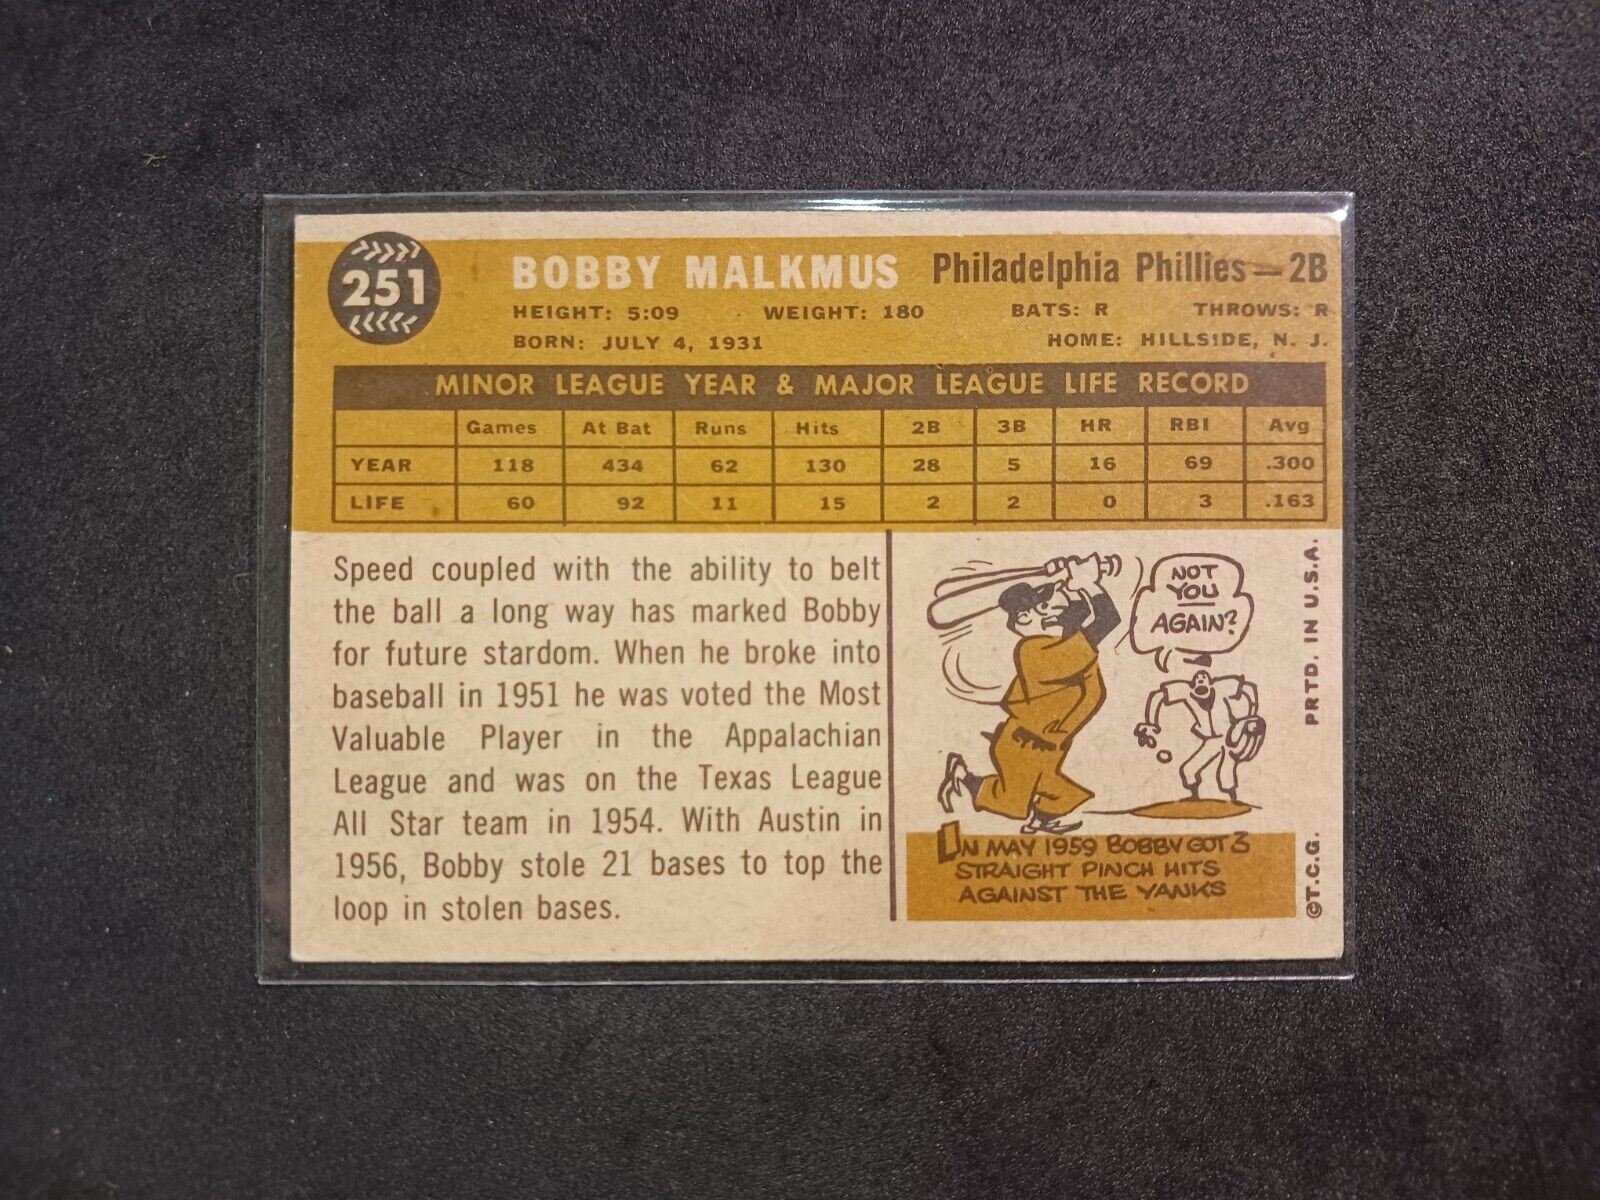 251
BOBBY MALKMUS Philadelphia Phillies — 2B
HEIGHT: 5:09 WEIGHT: 180 BATS: R THROWS: R
BORN: JULY 4, 1931 HOME: HILLSIDE, N. J.
MINOR LEAGUE YEAR & MAJOR LEAGUE LIFE RECORD
Games At Bat Runs Hits 2B 3B HR RBI Avg
YEAR 118 434 62 130 28 5 16 69 .300
LIFE 60 92 11 15 2 2 0 3 .163
Speed coupled with the ability to belt
the ball a long way has marked Bobby
for future stardom. When he broke into
baseball in 1951 he was voted the Most
Valuable Player in the Appalachian
League and was on the Texas League
All Star team in 1954. With Austin in
1956, Bobby stole 21 bases to top the
loop in stolen bases.
NOT
YOU
AGAIN?
IN MAY 1959 BOBBY GOT 3
STRAIGHT PINCH HITS
AGAINST THE YANKS
©T.C.G. PRTD. IN U.S.A.